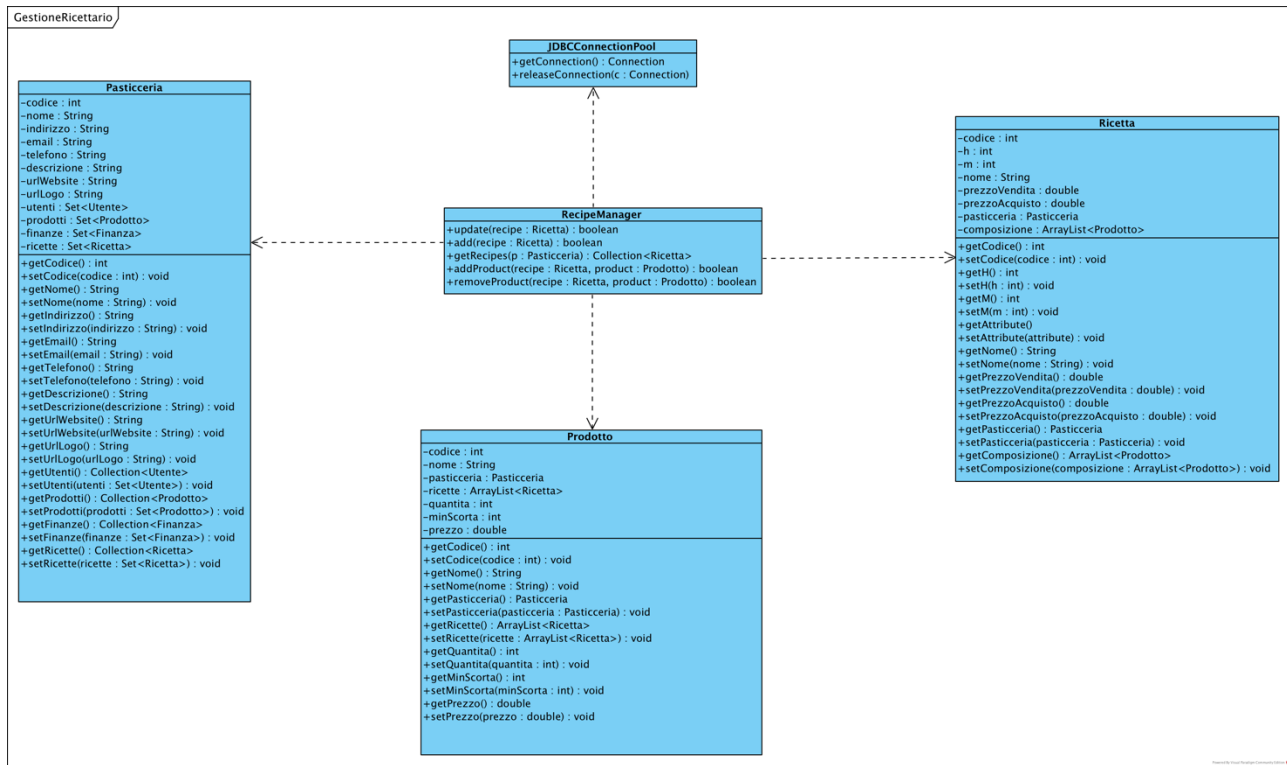 GestioneRicettario
JDBCConnectionPool
+getConnection() : Connection
+releaseConnection(c : Connection)
Pasticceria
-codice : int
-nome : String
-indirizzo : String
-email : String
-telefono : String
-descrizione : String
-urlWebsite : String
-urlLogo : String
-utenti : Set<Utente>
-prodotti : Set<Prodotto>
-finanze : Set<Finanza>
-ricette : Set<Ricetta>
+getCodice() : int
+setCodice(codice : int) : void
+getNome() : String
+setNome(nome : String) : void
+getIndirizzo() : String
+setIndirizzo(indirizzo : String) : void
+getEmail() : String
+setEmail(email : String) : void
+getTelefono() : String
+setTelefono(telefono : String) : void
+getDescrizione() : String
+setDescrizione(descrizione : String) : void
+getUrlWebsite() : String
+setUrlWebsite(urlWebsite : String) : void
+getUrlLogo() : String
+setUrlLogo(urlLogo : String) : void
+getUtenti() : Collection<Utente>
+setUtenti(utenti : Set<Utente>) : void
+getProdotti() : Collection<Prodotto>
+setProdotti(prodotti : Set<Prodotto>) : void
+getFinanze() : Collection<Finanza>
+setFinanze(finanze : Set<Finanza>) : void
+getRicette() : Collection<Ricetta>
+setRicette(ricette : Set<Ricetta>) : void
RecipeManager
+update(recipe : Ricetta) : boolean
+add(recipe : Ricetta) : boolean
+getRecipes(p : Pasticceria) : Collection<Ricetta>
+addProduct(recipe : Ricetta, product : Prodotto) : boolean
+removeProduct(recipe : Ricetta, product : Prodotto) : boolean
Ricetta
-codice : int
-h : int
-m : int
-nome : String
-prezzoVendita : double
-prezzoAcquisto : double
-pasticceria : Pasticceria
-composizione : ArrayList<Prodotto>
+getCodice() : int
+setCodice(codice : int) : void
+getH() : int
+setH(h : int) : void
+getM() : int
+setM(m : int) : void
+getAttribute()
+setAttribute(attribute) : void
+getNome() : String
+setNome(nome : String) : void
+getPrezzoVendita() : double
+setPrezzoVendita(prezzoVendita : double) : void
+getPrezzoAcquisto() : double
+setPrezzoAcquisto(prezzoAcquisto : double) : void
+getPasticceria() : Pasticceria
+setPasticceria(pasticceria : Pasticceria) : void
+getComposizione() : ArrayList<Prodotto>
+setComposizione(composizione : ArrayList<Prodotto>) : void
Prodotto
-codice : int
-nome : String
-pasticceria : Pasticceria
-ricette : ArrayList<Ricetta>
-quantita : int
-minScorta : int
-prezzo : double
+getCodice() : int
+setCodice(codice : int) : void
+getNome() : String
+setNome(nome : String) : void
+getPasticceria() : Pasticceria
+setPasticceria(pasticceria : Pasticceria) : void
+getRicette() : ArrayList<Ricetta>
+setRicette(ricette : ArrayList<Ricetta>) : void
+getQuantita() : int
+setQuantita(quantita : int) : void
+getMinScorta() : int
+setMinScorta(minScorta : int) : void
+getPrezzo() : double
+setPrezzo(prezzo : double) : void